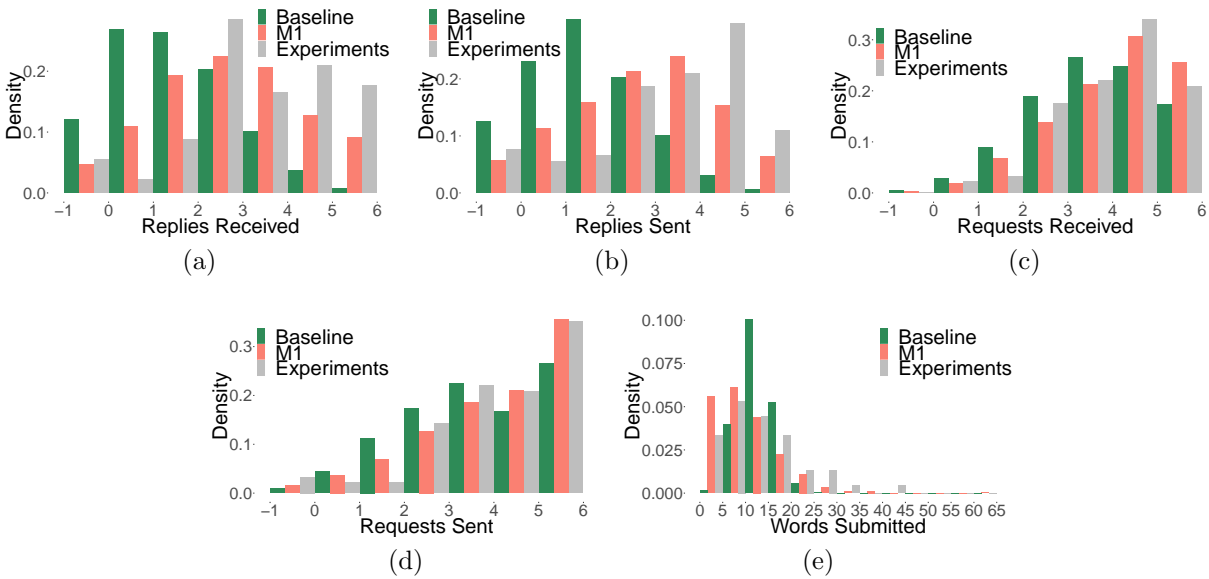 Baseline
M1
Experiments
Density
0.2
0.1
0.0
−1 0 1 2 3 4 5 6
Replies Received
(a)
Baseline
M1
Experiments
Density
0.2
0.1
0.0
−1 0 1 2 3 4 5 6
Replies Sent
(b)
Baseline
M1
Experiments
Density
0.3
0.2
0.1
0.0
−1 0 1 2 3 4 5 6
Requests Received
(c)
Baseline
M1
Experiments
Density
0.3
0.2
0.1
0.0
−1 0 1 2 3 4 5 6
Requests Sent
(d)
Baseline
M1
Experiments
Density
0.100
0.075
0.050
0.025
0.000
0 5 10 15 20 25 30 35 40 45 50 55 60 65
Words Submitted
(e)